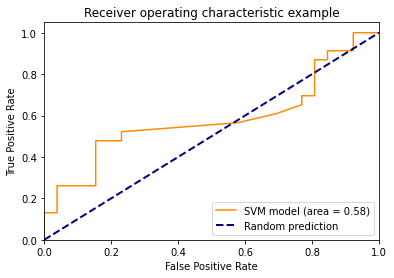 Receiver operating characteristic example
True Positive Rate
1.0
0.8
0.6
0.4
0.2
0.0
SVM model (area = 0.58)
Random prediction
0.0 0.2 0.4 0.6 0.8 1.0
False Positive Rate